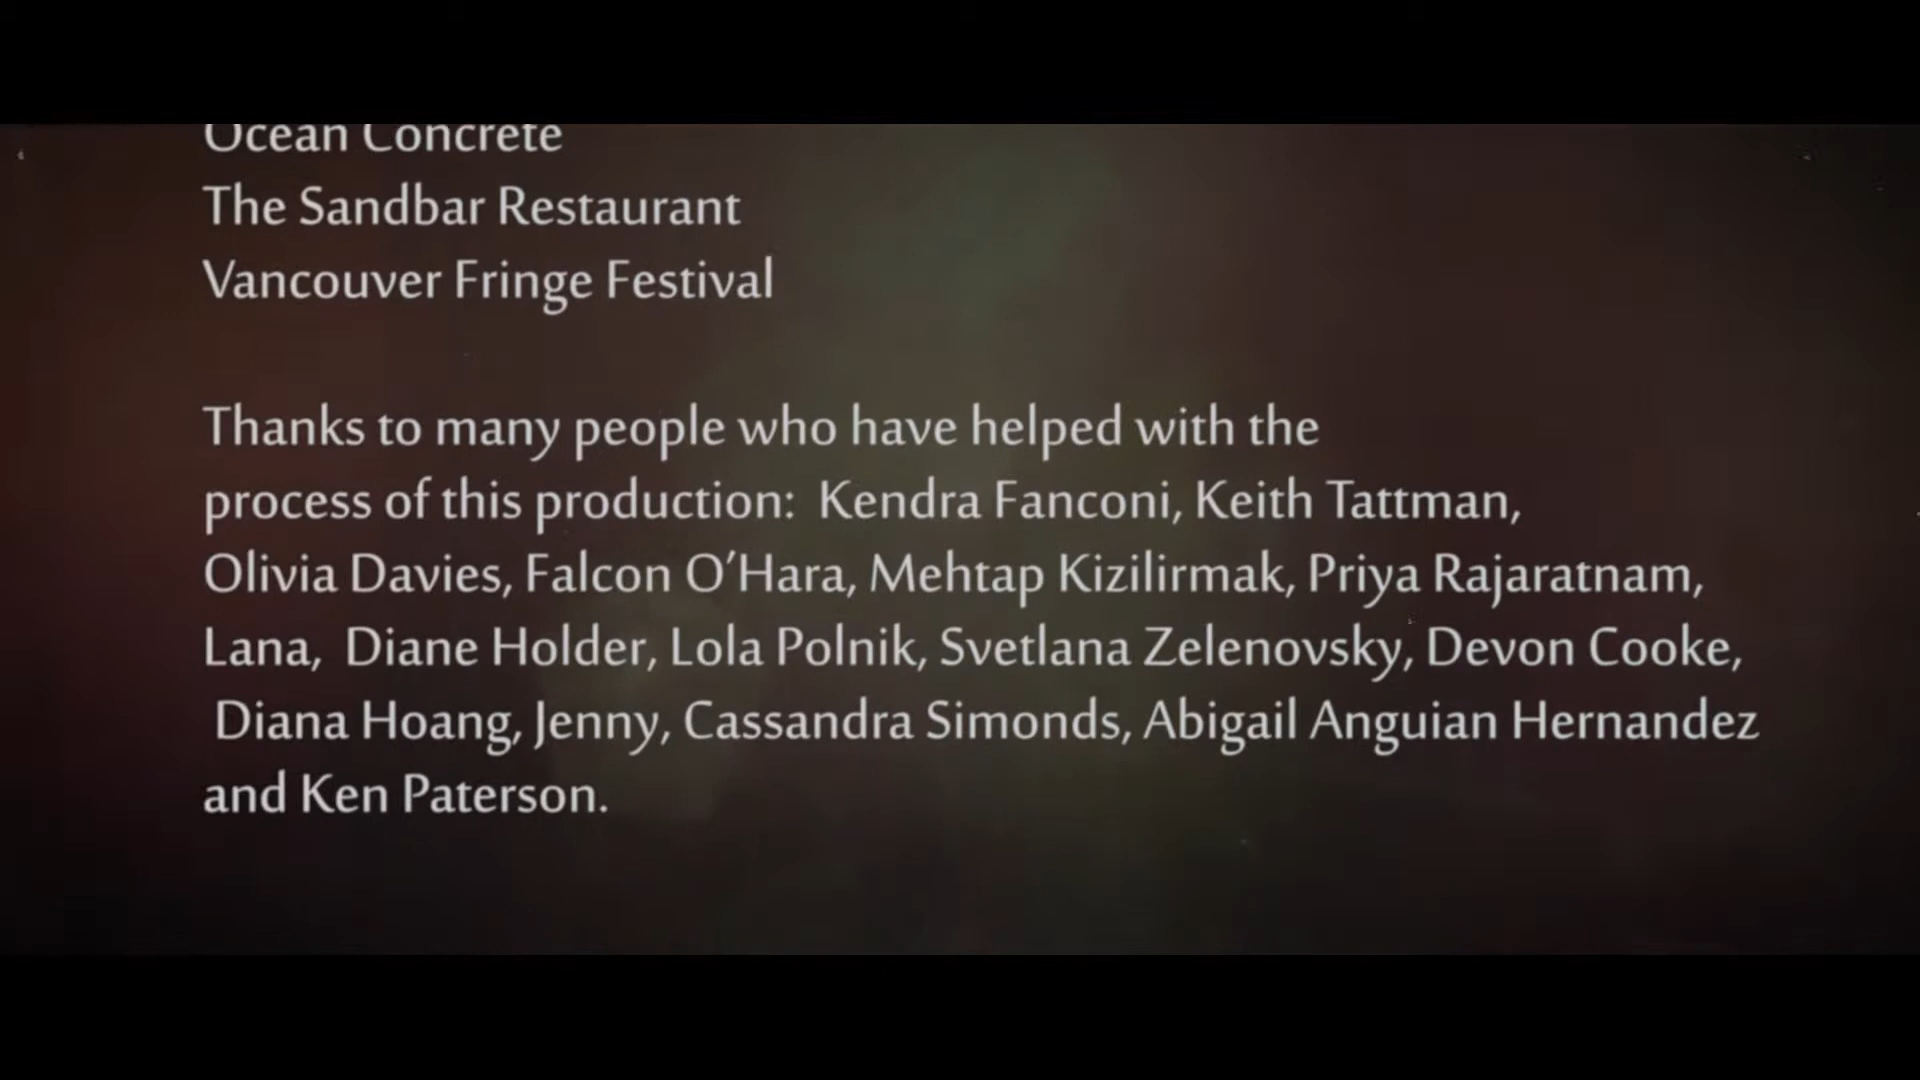 Ocean Concrete
The Sandbar Restaurant
Vancouver Fringe Festival
Thanks to many people who have helped with the
process of this production:  Kendra Fanconi, Keith Tattman,
Olivia Davies, Falcon O'Hara, Mehtap Kizilirmak, Priya Rajaratnam,
Lana,  Diane Holder, Lola Polnik, Svetlana Zelenovsky, Devon Cooke,
Diana Hoang, Jenny, Cassandra Simonds, Abigail Anguian Hernandez
and Ken Paterson.